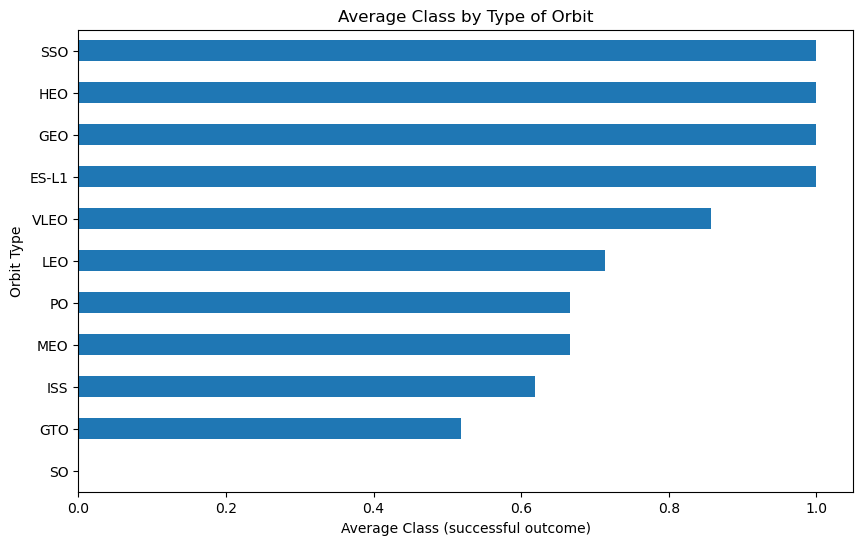 Average Class by Type of Orbit
SSO
HEO
GEO
ES-L1
VLEO
LEO
PO
MEO
ISS
GTO
SO
Orbit Type
0.0 0.2 0.4 0.6 0.8 1.0
Average Class (successful outcome)